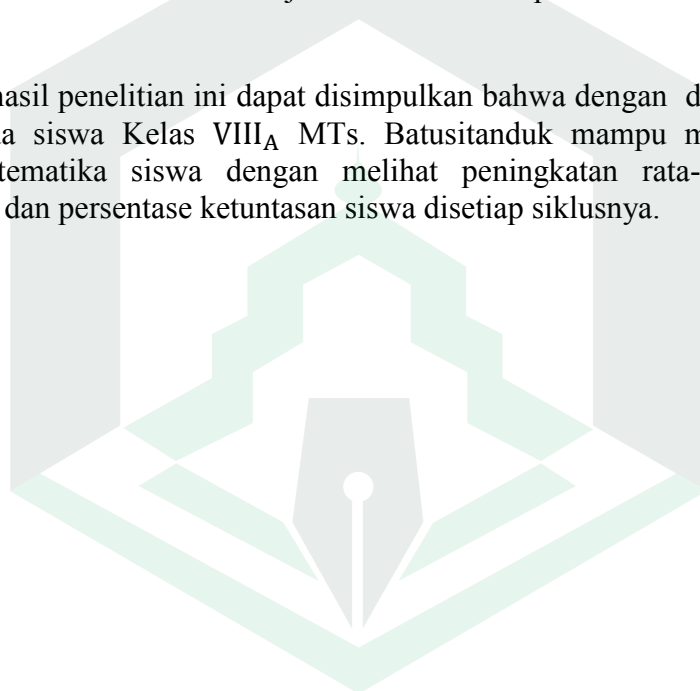 hasil penelitian ini dapat disimpulkan bahwa dengan
siswa Kelas VIII_A MTs. Batusitanduk mampu
siswa dengan melihat peningkatan rata-
dan persentase ketuntasan siswa disetiap siklusnya.